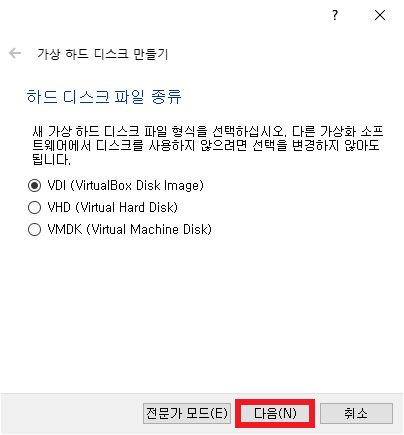 ?
가상 하드 디스크 만들기
하드 디스크 파일 종류
새 가상 하드 디스크 파일 형식을 선택하십시오. 다른 가상화 소프
트웨어에서 디스크를 사용하지 않으려면 선택을 변경하지 않아도
됩니다.
VDI (VirtualBox Disk Image)
VHD (Virtual Hard Disk)
VMDK (Virtual Machine Disk)
전문가 모드(E) 다음(N) 취소